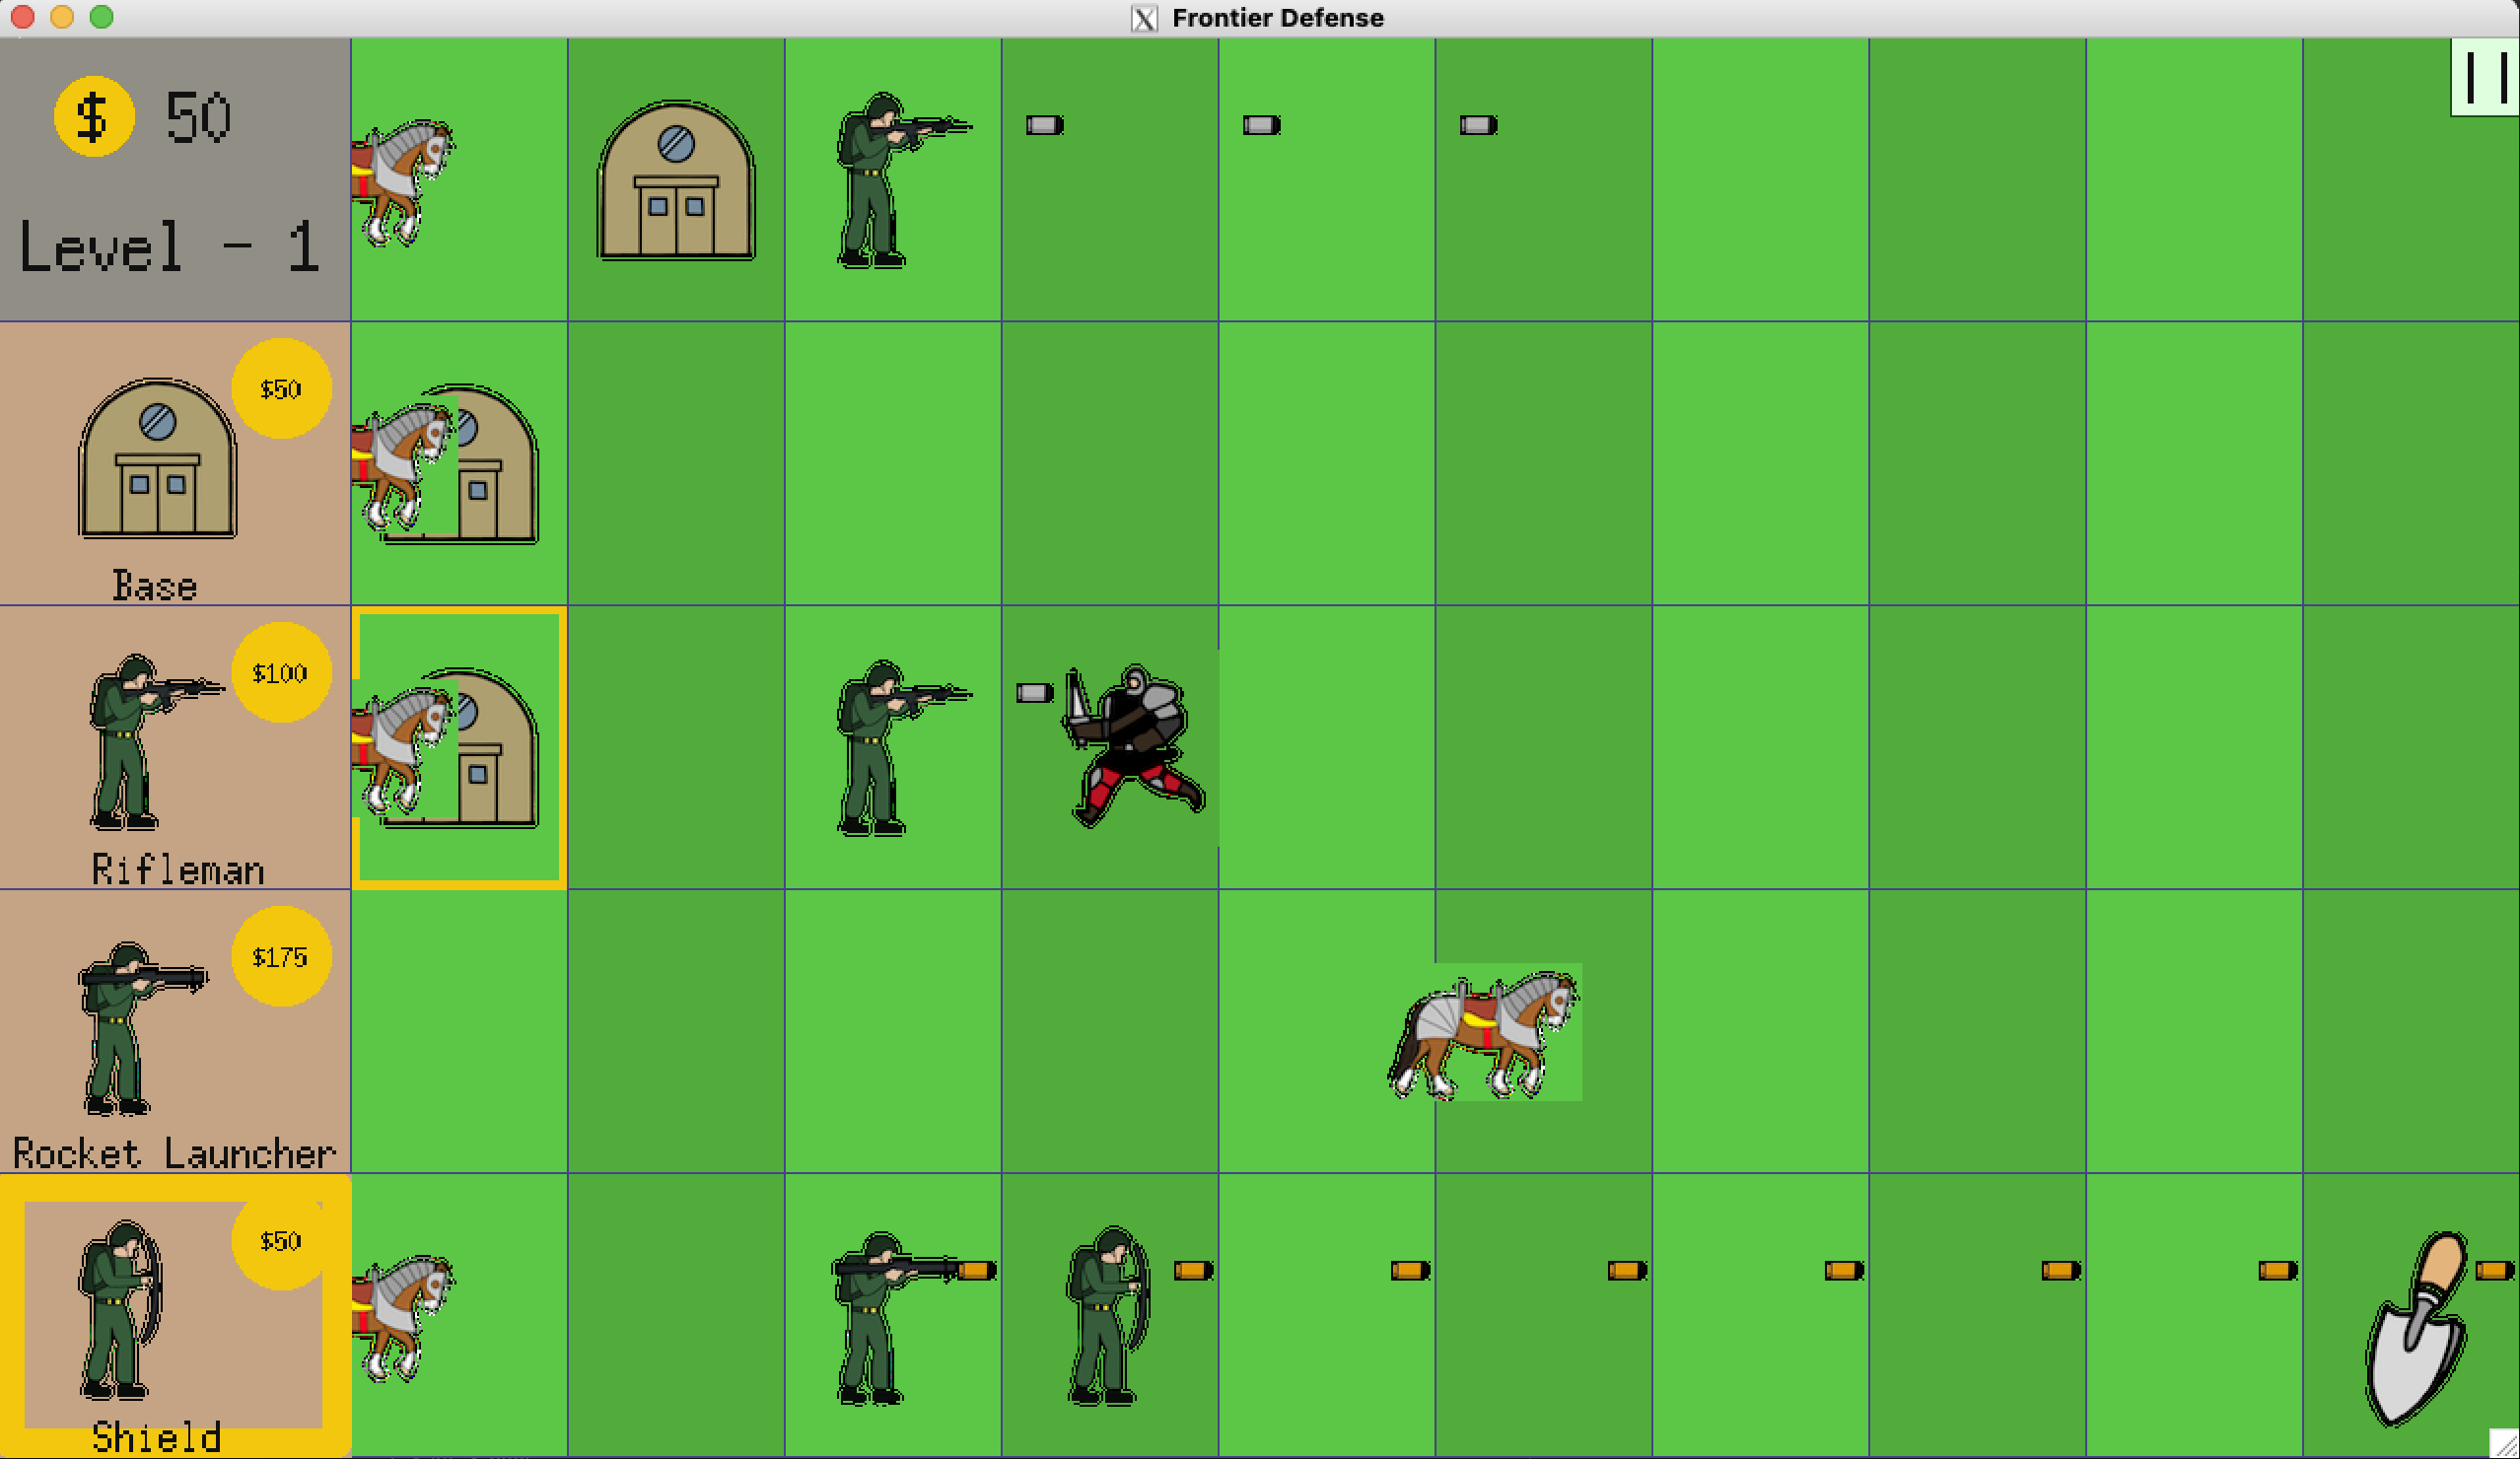 Frontier Defense
$ 50
Level - 1
$50
Base
$100
Rifleman
$175
Rocket Launcher
$50
Shield